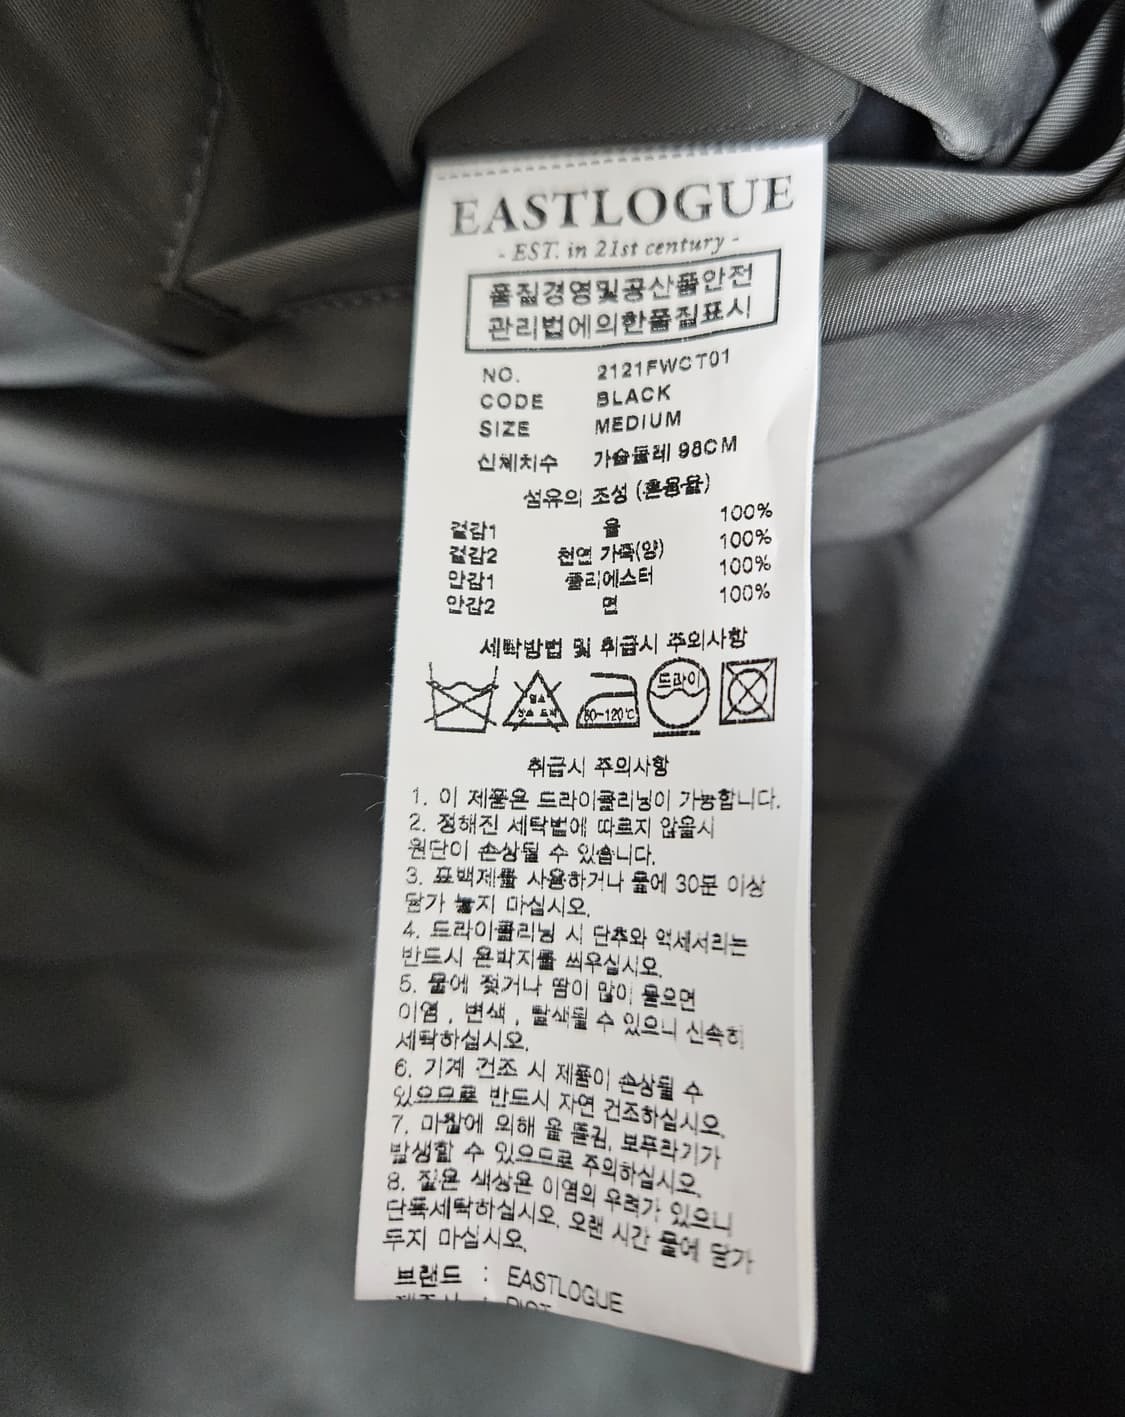 EASTLOGUE
- EST. in 21st century -
품질경영및공산품안전
관리법에의한품질표시
NO. 2121FWCT01
CODE BLACK
SIZE MEDIUM
신체치수 가슴둘레 98CM
섬유의 조성 (혼용율)
겉감1 울 100%
겉감2 천연 가죽(양) 100%
안감1 폴리에스터 100%
안감2 면 100%
세탁방법 및 취급시 주의사항
염소 드라이
산소 표백 80~120℃
취급시 주의사항
1. 이 제품은 드라이클리닝이 가능합니다.
2. 정해진 세탁법에 따르지 않을시
원단이 손상될 수 있습니다.
3. 표백제를 사용하거나 물에 30분 이상
담가 놓지 마십시오.
4. 드라이클리닝 시 단추와 악세서리는
반드시 은박지를 씌우십시오.
5. 물에 젖거나 땀이 많이 묻으면
이염 , 변색 , 탈색될 수 있으니 신속히
세탁하십시오.
6. 기계 건조 시 제품이 손상될 수
있으므로 반드시 자연 건조하십시오.
7. 마찰에 의해 올 뜯김, 보푸라기가
발생할 수 있으므로 주의하십시오.
8. 짙은 색상은 이염의 우려가 있으니
단독세탁하십시오. 오랜 시간 물에 담가
두지 마십시오.
브랜드 : EASTLOGUE